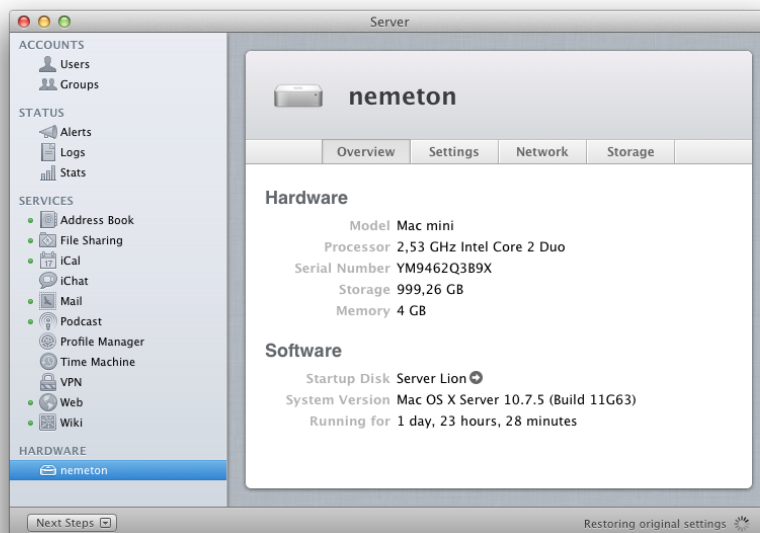 Server
ACCOUNTS
Users
Groups
STATUS
Alerts
Logs
Stats
SERVICES
Address Book
File Sharing
17 iCal
iChat
Mail
Podcast
Profile Manager
Time Machine
VPN
Web
Wiki
HARDWARE
nemeton
Next Steps
nemeton
Overview Settings Network Storage
Hardware
Model Mac mini
Processor 2,53 GHz Intel Core 2 Duo
Serial Number YM9462Q3B9X
Storage 999,26 GB
Memory 4 GB
Software
Startup Disk Server Lion
System Version Mac OS X Server 10.7.5 (Build 11G63)
Running for 1 day, 23 hours, 28 minutes
Restoring original settings